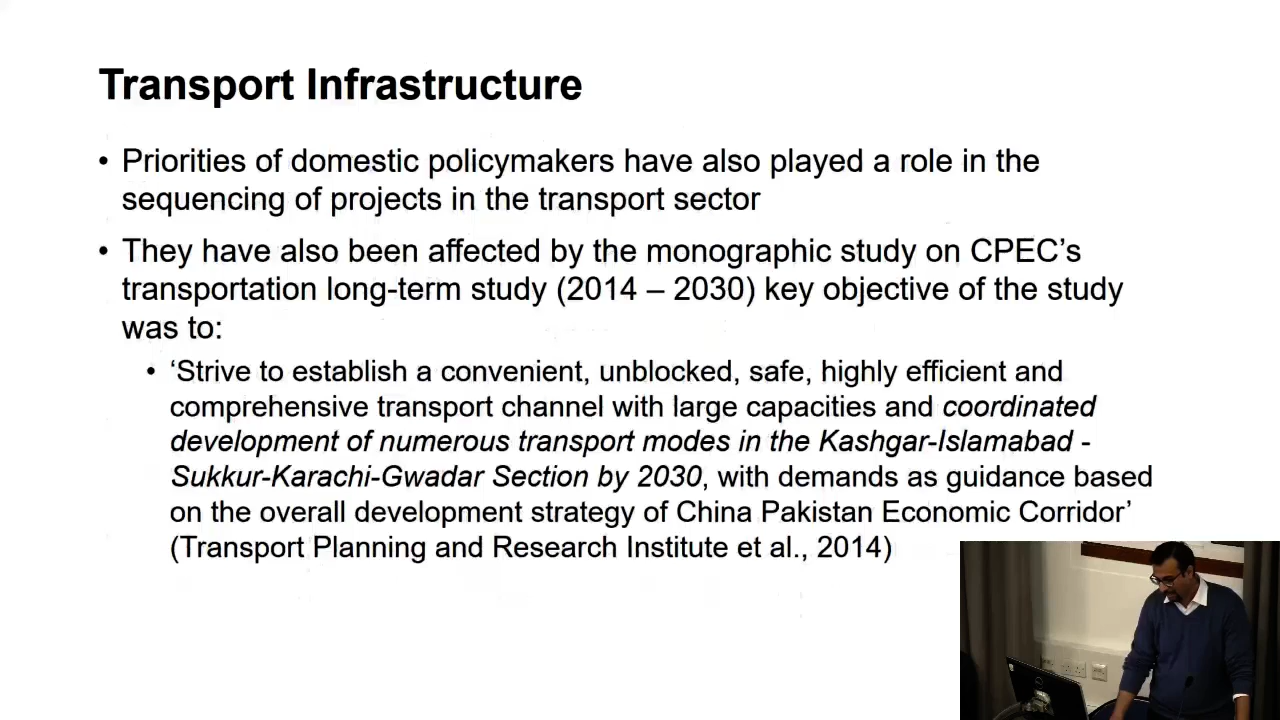 Transport Infrastructure
• Priorities of domestic policymakers have also played a role in the
sequencing of projects in the transport sector
• They have also been affected by the monographic study on CPEC’s
transportation long-term study (2014 – 2030) key objective of the study
was to:
• ‘Strive to establish a convenient, unblocked, safe, highly efficient and
comprehensive transport channel with large capacities and coordinated
development of numerous transport modes in the Kashgar-Islamabad -
Sukkur-Karachi-Gwadar Section by 2030, with demands as guidance based
on the overall development strategy of China Pakistan Economic Corridor’
(Transport Planning and Research Institute et al., 2014)